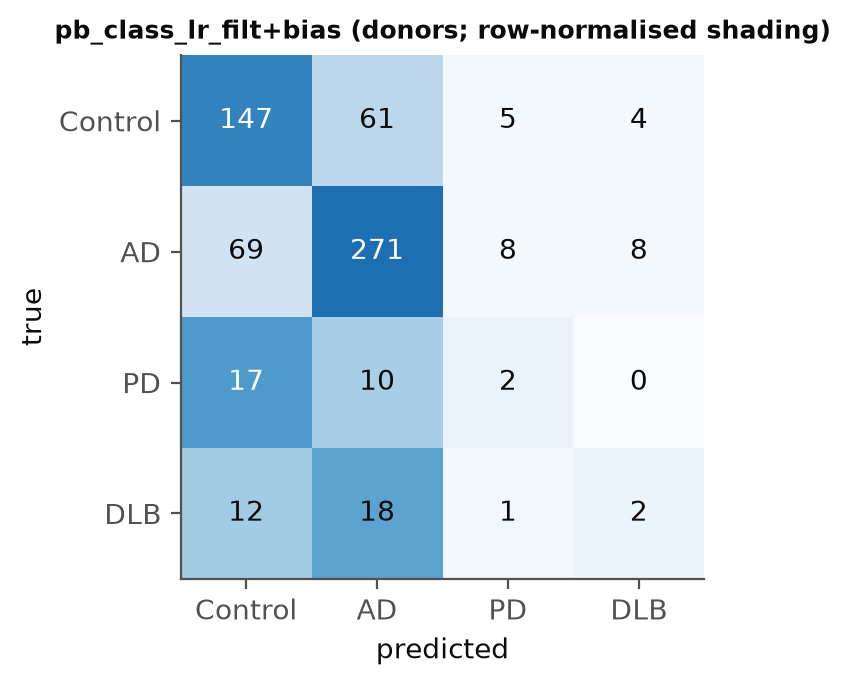 pb_class_lr_filt+bias (donors; row-normalised shading)
Control 147 61 5 4
AD 69 271 8 8
PD 17 10 2 0
DLB 12 18 1 2
true
Control AD PD DLB
predicted